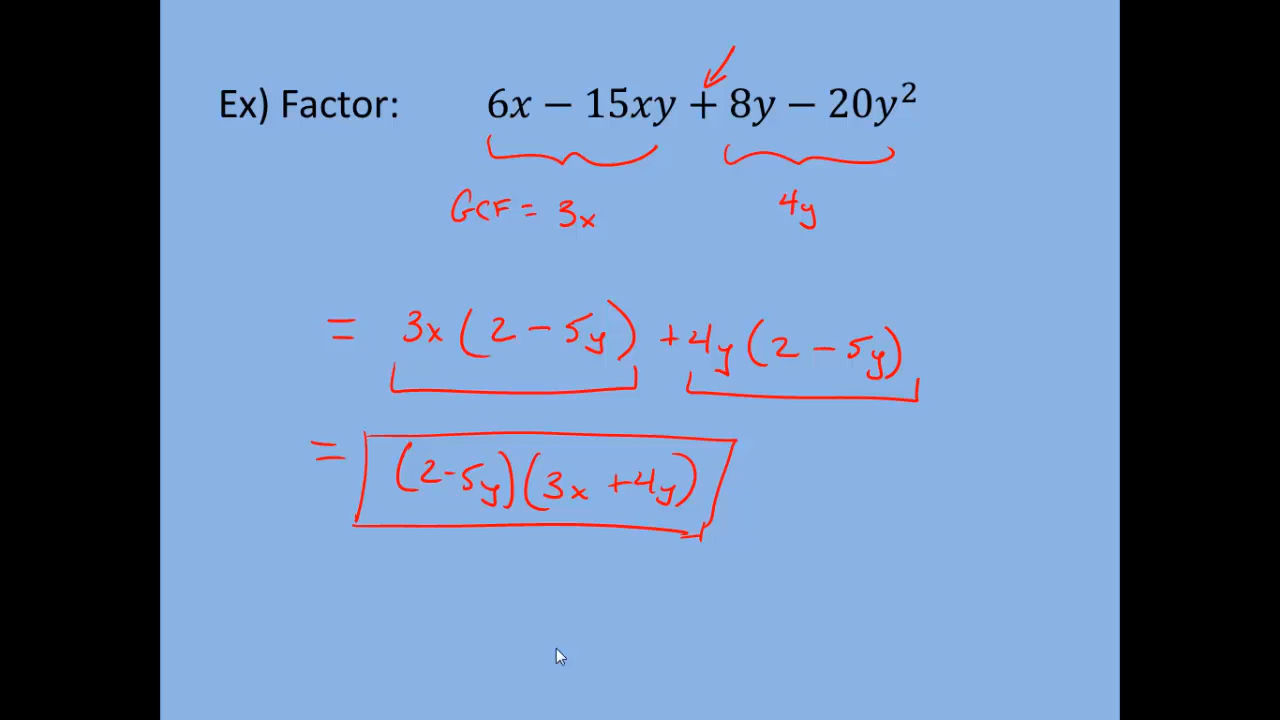 Ex) Factor: 6x − 15xy + 8y − 20y²
GCF = 3x 4y
= 3x(2 − 5y) + 4y(2 − 5y)
= (2-5y)(3x + 4y)